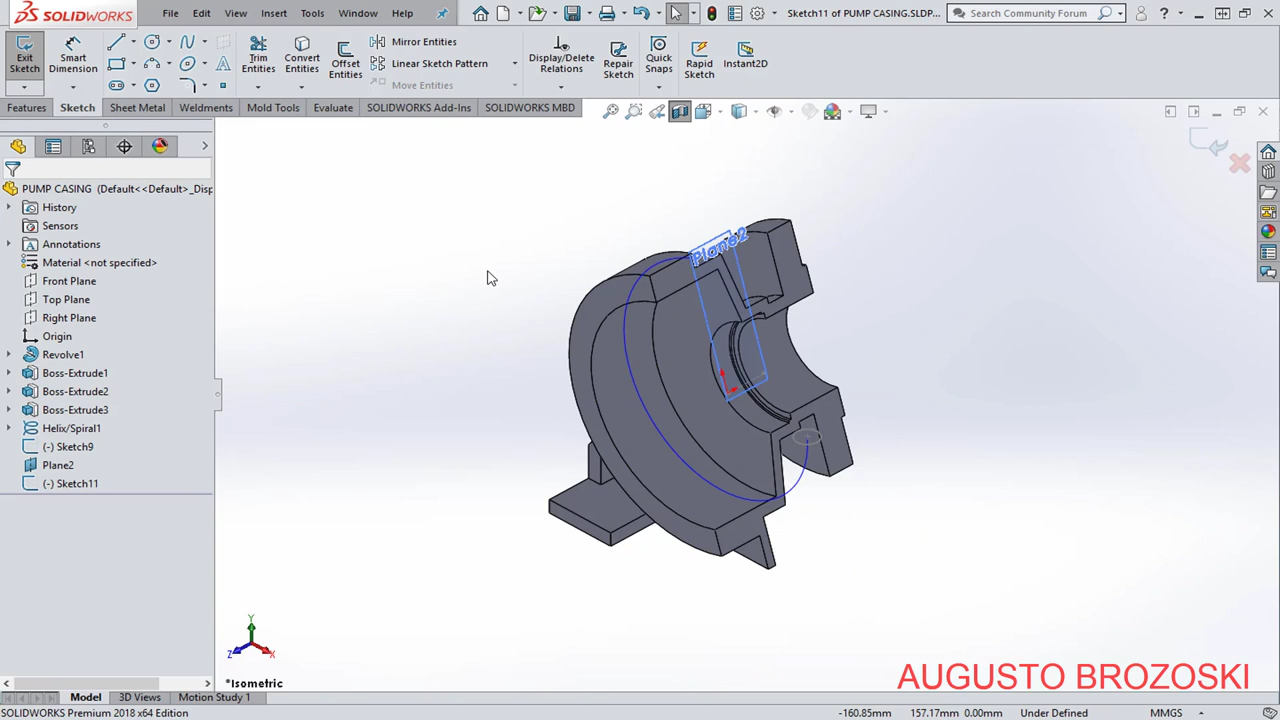 SOLIDWORKS File Edit View Insert Tools Window Help Sketch11 of PUMP CASING.SLDP... Search Community Forum
Exit Sketch Smart Dimension Trim Entities Convert Entities Offset Entities Mirror Entities Linear Sketch Pattern Move Entities Display/Delete Relations Repair Sketch Quick Snaps Rapid Sketch Instant2D
Features Sketch Sheet Metal Weldments Mold Tools Evaluate SOLIDWORKS Add-Ins SOLIDWORKS MBD
PUMP CASING (Default<<Default>_Disp
History
Sensors
Annotations
Material <not specified>
Front Plane
Top Plane
Right Plane
Origin
Revolve1
Boss-Extrude1
Boss-Extrude2
Boss-Extrude3
Helix/Spiral1
(-) Sketch9
Plane2
(-) Sketch11
Plane2
Y
Z X
*Isometric
AUGUSTO BROZOSKI
Model 3D Views Motion Study 1
SOLIDWORKS Premium 2018 x64 Edition -160.85mm 157.17mm 0.00mm Under Defined MMGS